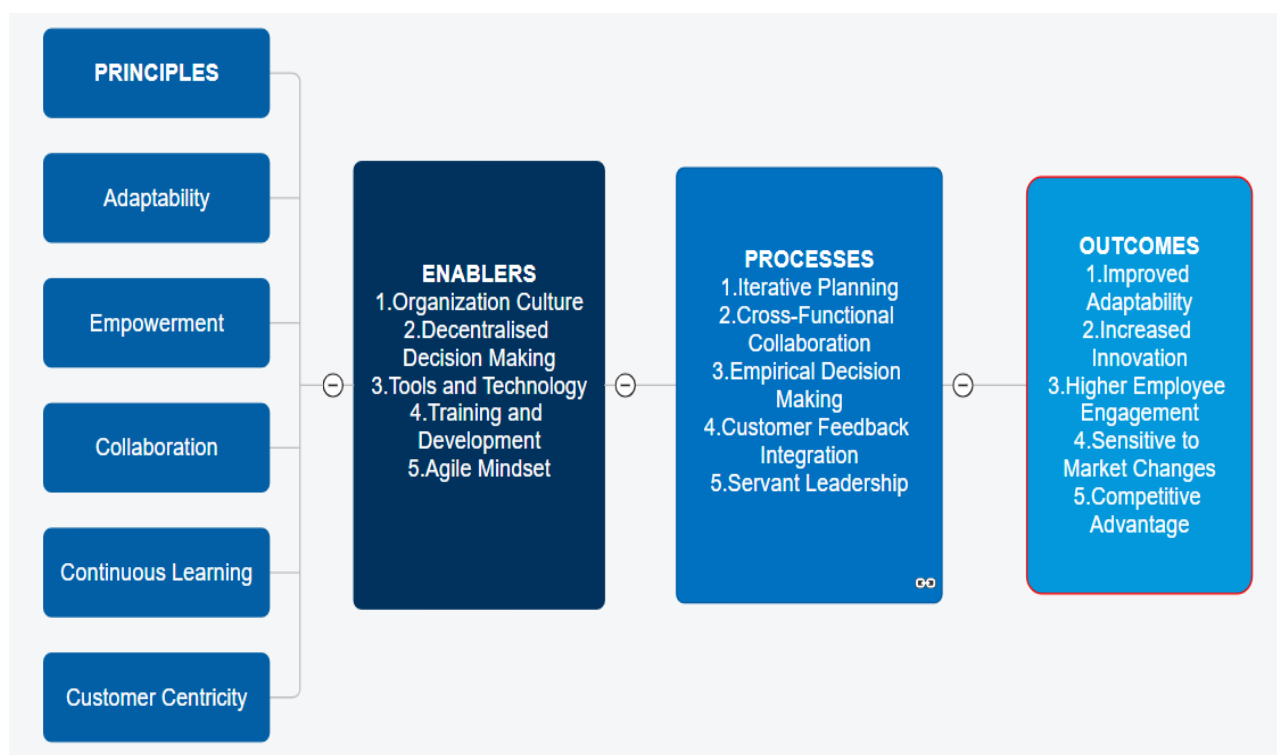 PRINCIPLES
Adaptability
Empowerment
Collaboration
Continuous Learning
Customer Centricity
ENABLERS
1.Organization Culture
2.Decentralised
Decision Making
3.Tools and Technology
4.Training and
Development
5.Agile Mindset
PROCESSES
1.Iterative Planning
2.Cross-Functional
Collaboration
3.Empirical Decision
Making
4.Customer Feedback
Integration
5.Servant Leadership
OUTCOMES
1.Improved
Adaptability
2.Increased
Innovation
3.Higher Employee
Engagement
4.Sensitive to
Market Changes
5.Competitive
Advantage